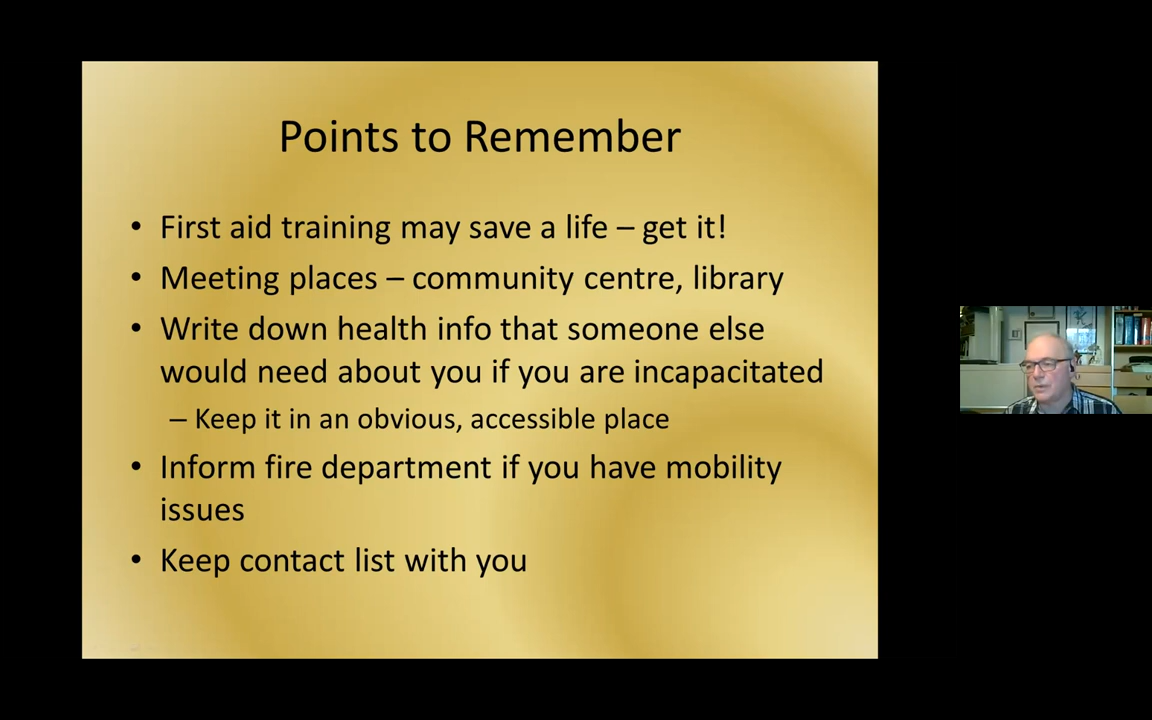 Points to Remember
• First aid training may save a life – get it!
• Meeting places – community centre, library
• Write down health info that someone else
would need about you if you are incapacitated
– Keep it in an obvious, accessible place
• Inform fire department if you have mobility
issues
• Keep contact list with you